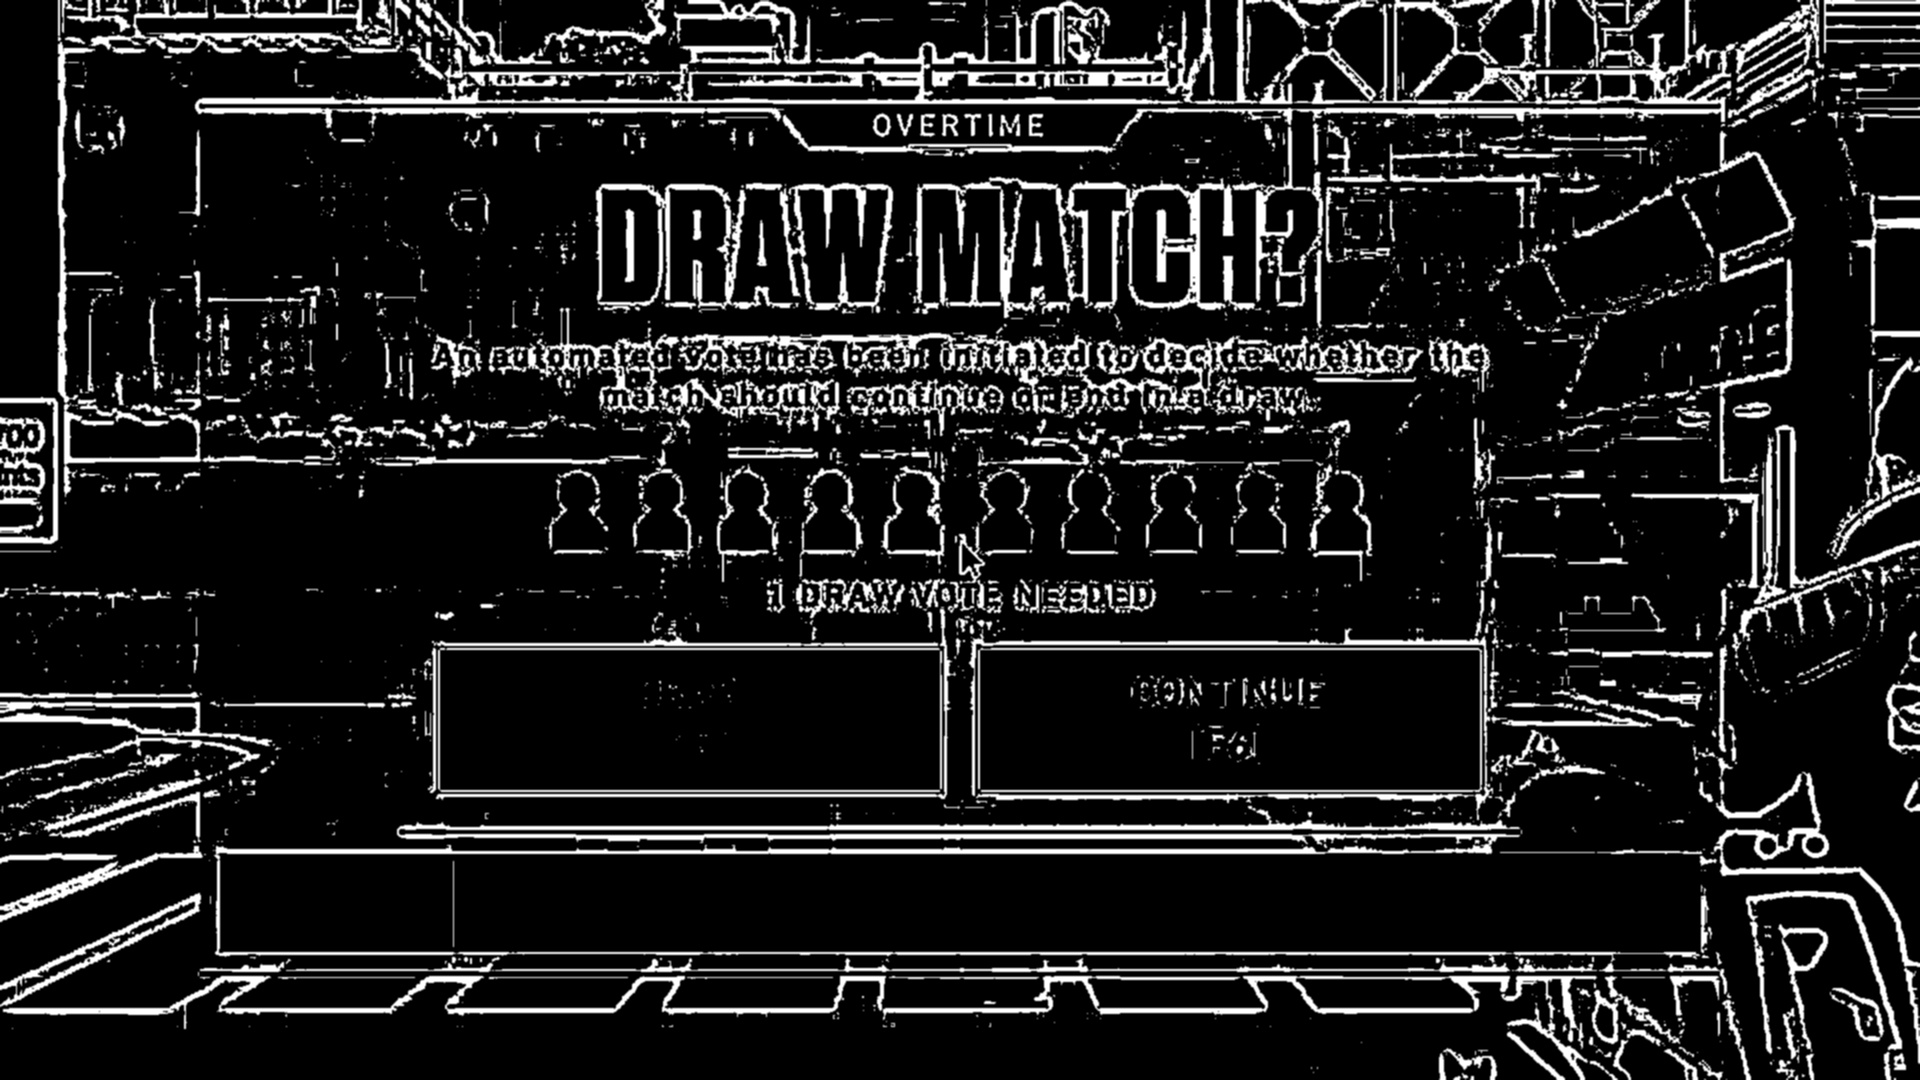 OVERTIME
DRAW MATCH?
An automated vote has been initiated to decide whether the
match should continue or end in a draw.
1 DRAW VOTE NEEDED
CONTINUE
[F6]